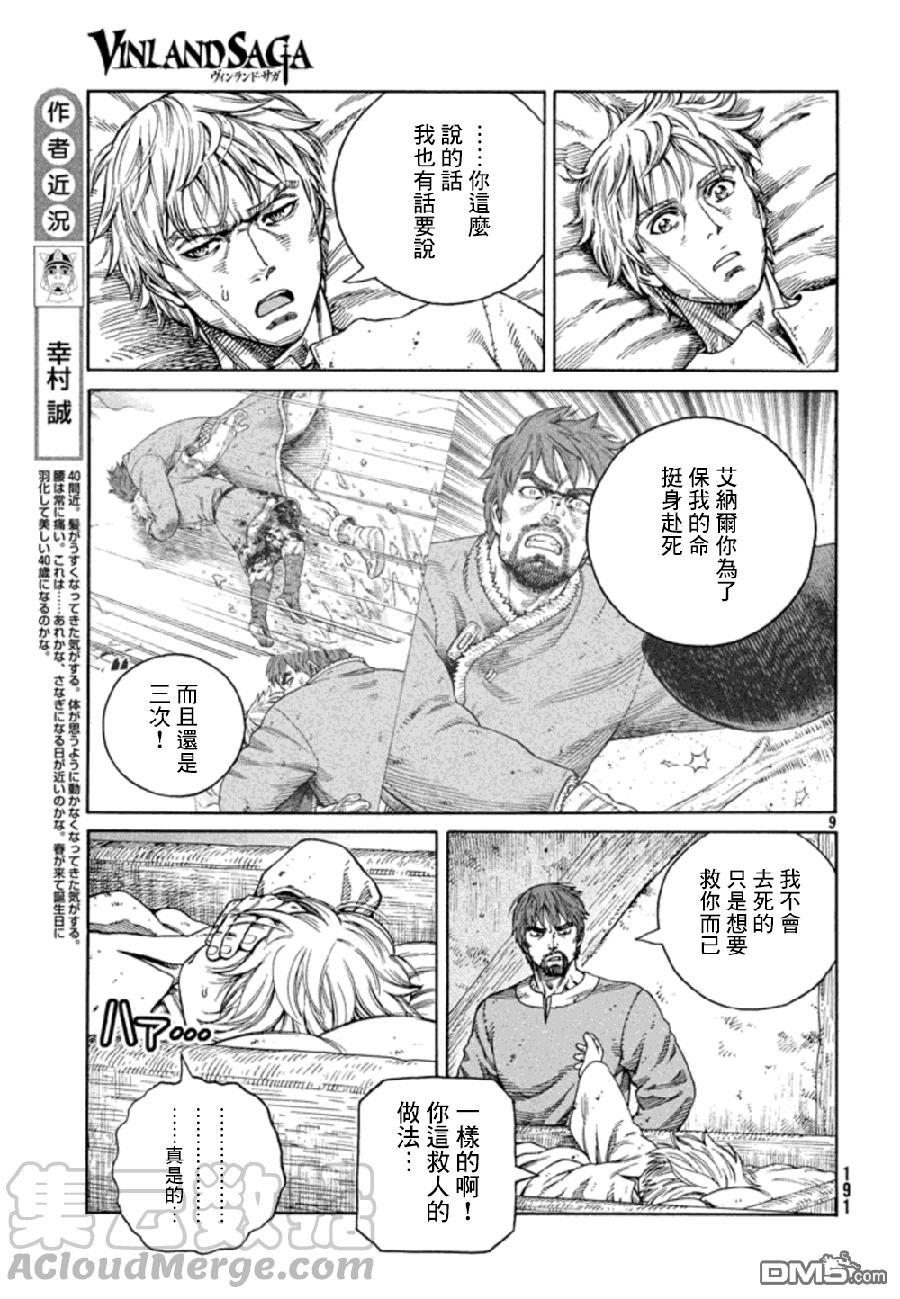 VINLAND SAGA
ヴィンランド・サガ
作者近況
幸村誠
40間近。髪がうすくなってきた気がする。体が思うように動かなくなってきた気がする。
腰は常に痛い。これは……あれかな、さなぎになる日が近いのかな。春が来て誕生日に
羽化して美しい40歳になるのかな。
……你這麼
說的話
我也有話要說
艾納爾你為了
保我的命
挺身赴死
而且還是
三次！
9
我不會
去死的
只是想要
救你而已
一樣的啊！
你這救人的
做法…
ハァ…
…………
……真是的…
191
集云数据
ACloudMerge.com
DM5.com